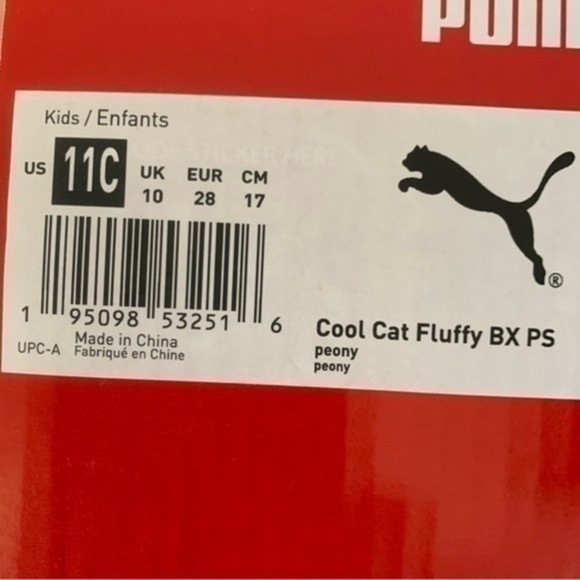 PUM
Kids / Enfants
US 11C UK 10 EUR 28 CM 17
1 95098 53251 6
UPC-A Made in China
Fabriqué en Chine
®
Cool Cat Fluffy BX PS
peony
peony